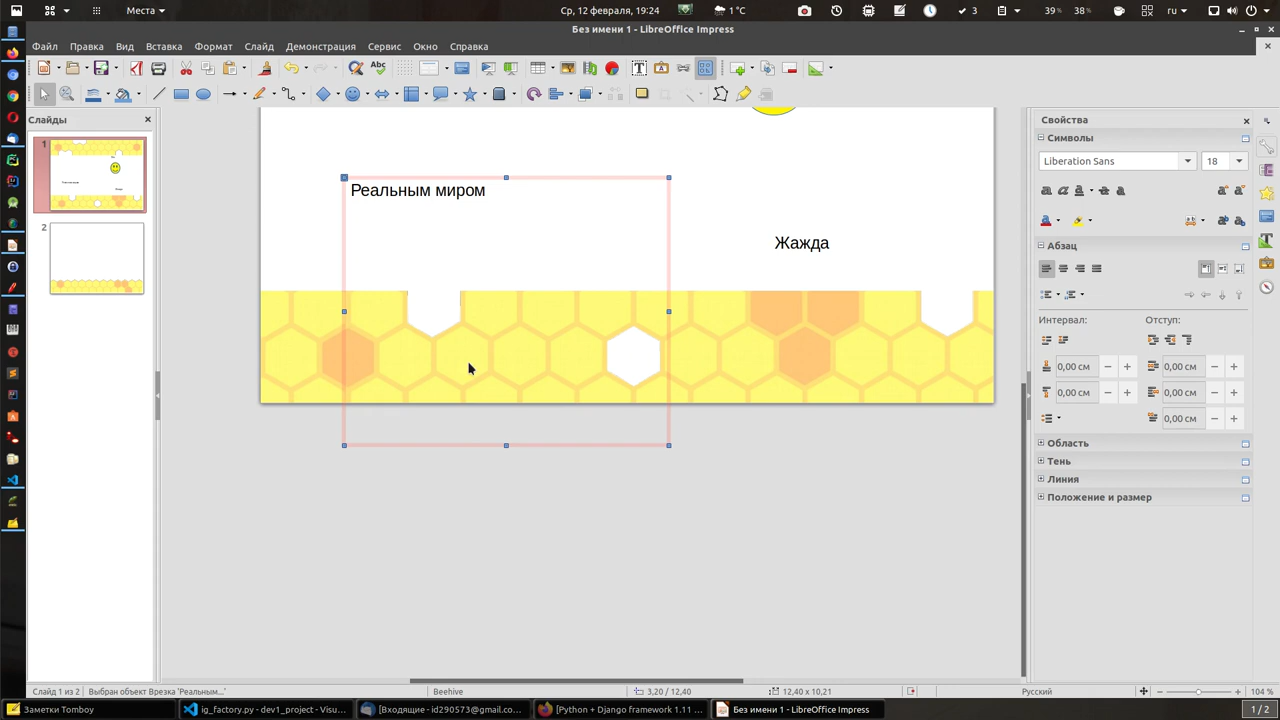 Места
Ср, 12 февраля, 19:24
1 °C
3
39 %
38 %
ru
Без имени 1 - LibreOffice Impress
Файл Правка Вид Вставка Формат Слайд Демонстрация Сервис Окно Справка
Слайды
Свойства
1
2
Символы
Liberation Sans
18
Абзац
Интервал:
Отступ:
0,00 см
0,00 см
0,00 см
0,00 см
0,00 см
Область
Тень
Линия
Положение и размер
Реальным миром
Жажда
Слайд 1 из 2
Выбран объект Врезка 'Реальным...'
Beehive
3,20 / 12,40
12,40 x 10,21
Русский
104 %
Заметки Tomboy
ig_factory.py - dev1_project - Visu...
[Входящие - id290573@gmail.co...
[Python + Django framework 1.11 ...
Без имени 1 - LibreOffice Impress
1 / 2